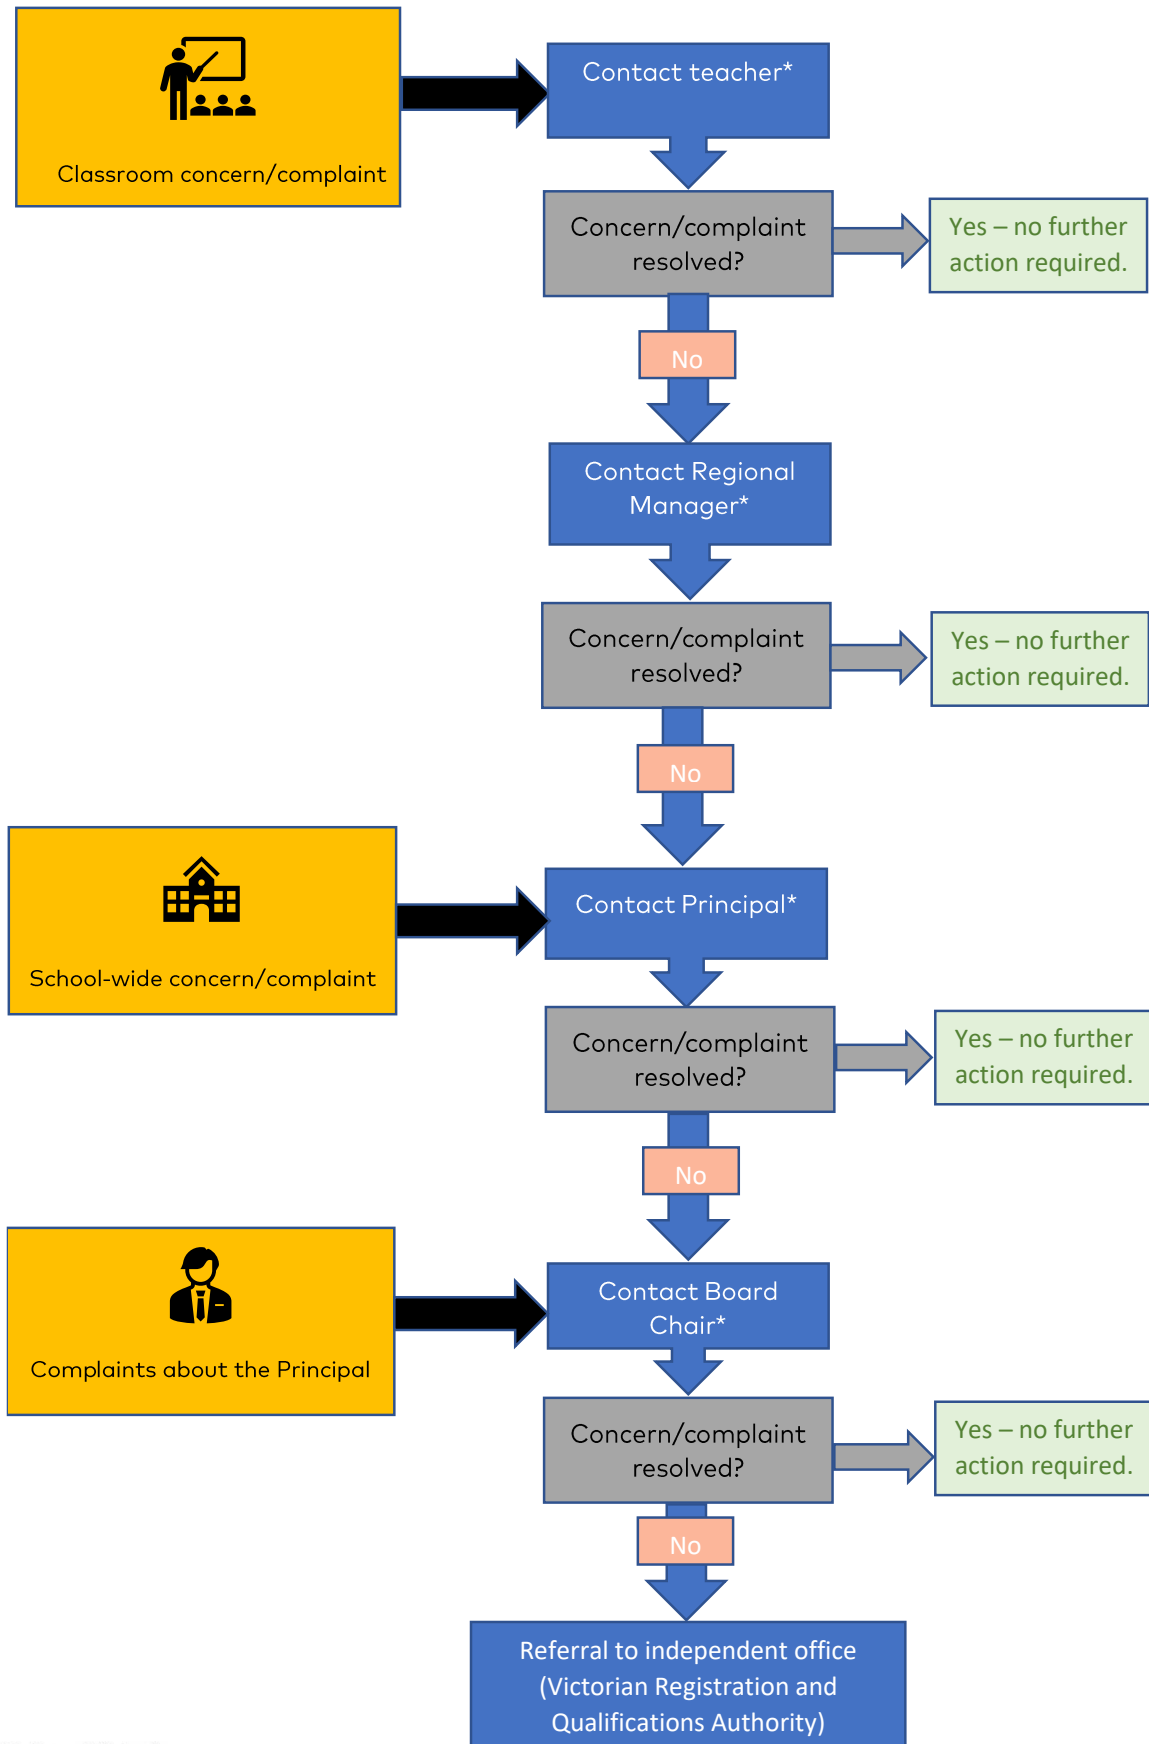 Classroom concern/complaint
Contact teacher*
Concern/complaint
resolved?
Yes – no further
action required.
No
Contact Regional
Manager*
Concern/complaint
resolved?
Yes – no further
action required.
No
School-wide concern/complaint
Contact Principal*
Concern/complaint
resolved?
Yes – no further
action required.
No
Complaints about the Principal
Contact Board
Chair*
Concern/complaint
resolved?
Yes – no further
action required.
No
Referral to independent office
(Victorian Registration and
Qualifications Authority)